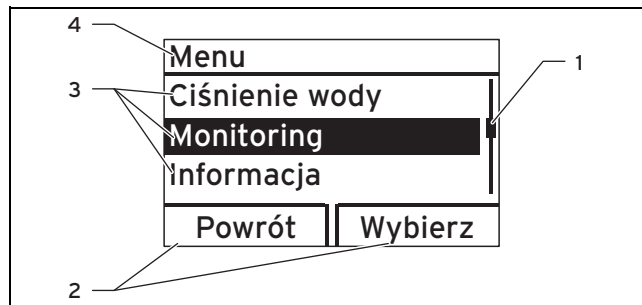 4
Menu
1
3
Ciśnienie wody
Monitoring
Informacja
Powrót Wybierz
2